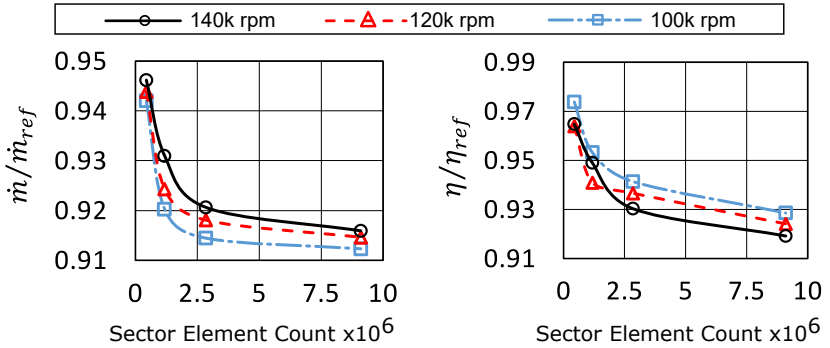 140k rpm 120k rpm 100k rpm
ṁ/ṁref
0.95
0.94
0.93
0.92
0.91
0 2.5 5 7.5 10
Sector Element Count x10⁶
η/ηref
0.99
0.97
0.95
0.93
0.91
0 2.5 5 7.5 10
Sector Element Count x10⁶